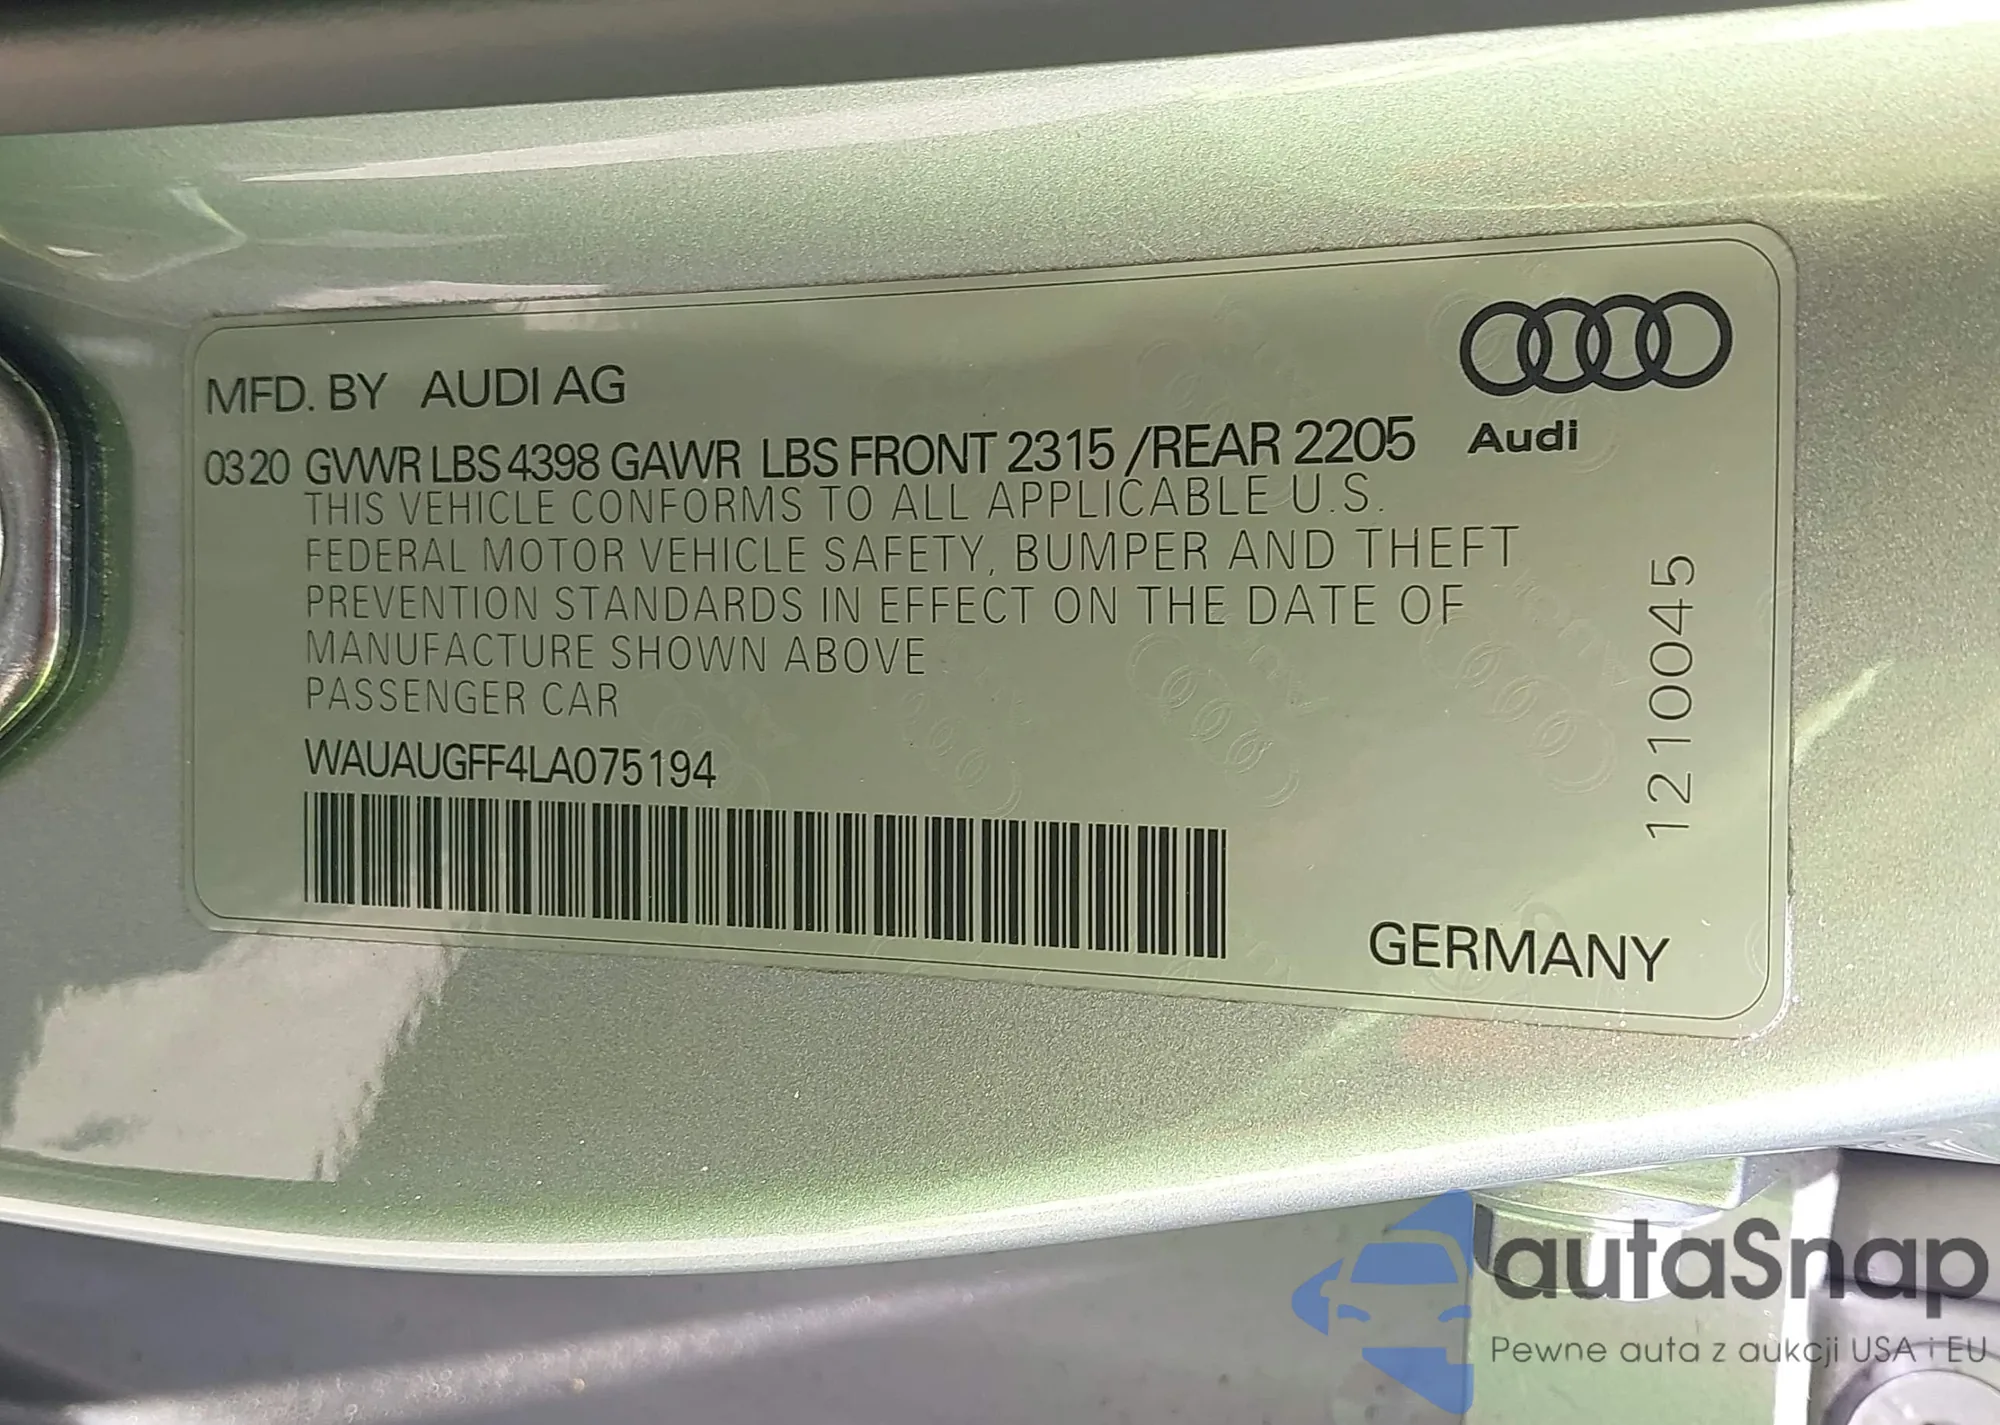 MFD. BY AUDI AG
Audi
0320 GVWR LBS 4398 GAWR LBS FRONT 2315 /REAR 2205
THIS VEHICLE CONFORMS TO ALL APPLICABLE U.S.
FEDERAL MOTOR VEHICLE SAFETY, BUMPER AND THEFT
PREVENTION STANDARDS IN EFFECT ON THE DATE OF
MANUFACTURE SHOWN ABOVE
PASSENGER CAR
WAUAUGFF4LA075194
1210045
GERMANY
autaSnap
Pewne auta z aukcji USA i EU